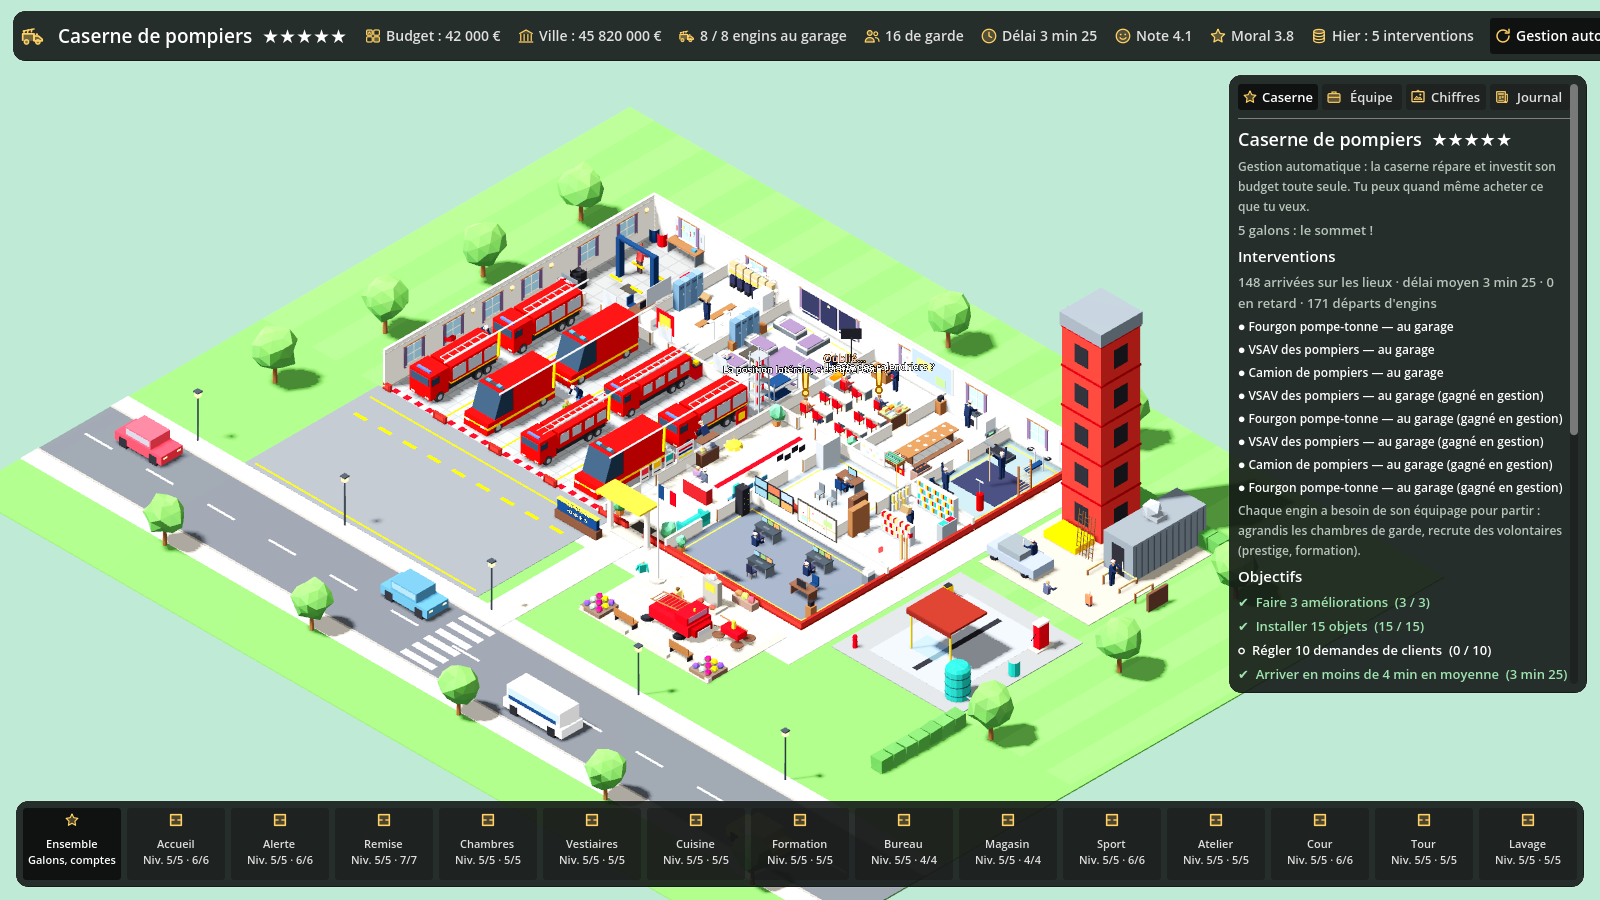 Caserne de pompiers ★★★★★
Budget : 42 000 €
Ville : 45 820 000 €
8 / 8 engins au garage
16 de garde
Délai 3 min 25
Note 4.1
Moral 3.8
Hier : 5 interventions
Gestion auto
Caserne
Équipe
Chiffres
Journal
Caserne de pompiers ★★★★★
Gestion automatique : la caserne répare et investit son
budget toute seule. Tu peux quand même acheter ce
que tu veux.
5 galons : le sommet !
Interventions
148 arrivées sur les lieux · délai moyen 3 min 25 · 0
en retard · 171 départs d'engins
● Fourgon pompe-tonne — au garage
● VSAV des pompiers — au garage
● Camion de pompiers — au garage
● VSAV des pompiers — au garage (gagné en gestion)
● Fourgon pompe-tonne — au garage (gagné en gestion)
● VSAV des pompiers — au garage (gagné en gestion)
● Camion de pompiers — au garage (gagné en gestion)
● Fourgon pompe-tonne — au garage (gagné en gestion)
Chaque engin a besoin de son équipage pour partir :
agrandis les chambres de garde, recrute des volontaires
(prestige, formation).
Objectifs
✔ Faire 3 améliorations (3 / 3)
✔ Installer 15 objets (15 / 15)
○ Régler 10 demandes de clients (0 / 10)
✔ Arriver en moins de 4 min en moyenne (3 min 25)
Oublié...
La position latérale,
Ensemble
Galons, comptes
Accueil
Niv. 5/5 · 6/6
Alerte
Niv. 5/5 · 6/6
Remise
Niv. 5/5 · 7/7
Chambres
Niv. 5/5 · 5/5
Vestiaires
Niv. 5/5 · 5/5
Cuisine
Niv. 5/5 · 5/5
Formation
Niv. 5/5 · 5/5
Bureau
Niv. 5/5 · 4/4
Magasin
Niv. 5/5 · 4/4
Sport
Niv. 5/5 · 6/6
Atelier
Niv. 5/5 · 5/5
Cour
Niv. 5/5 · 6/6
Tour
Niv. 5/5 · 5/5
Lavage
Niv. 5/5 · 5/5